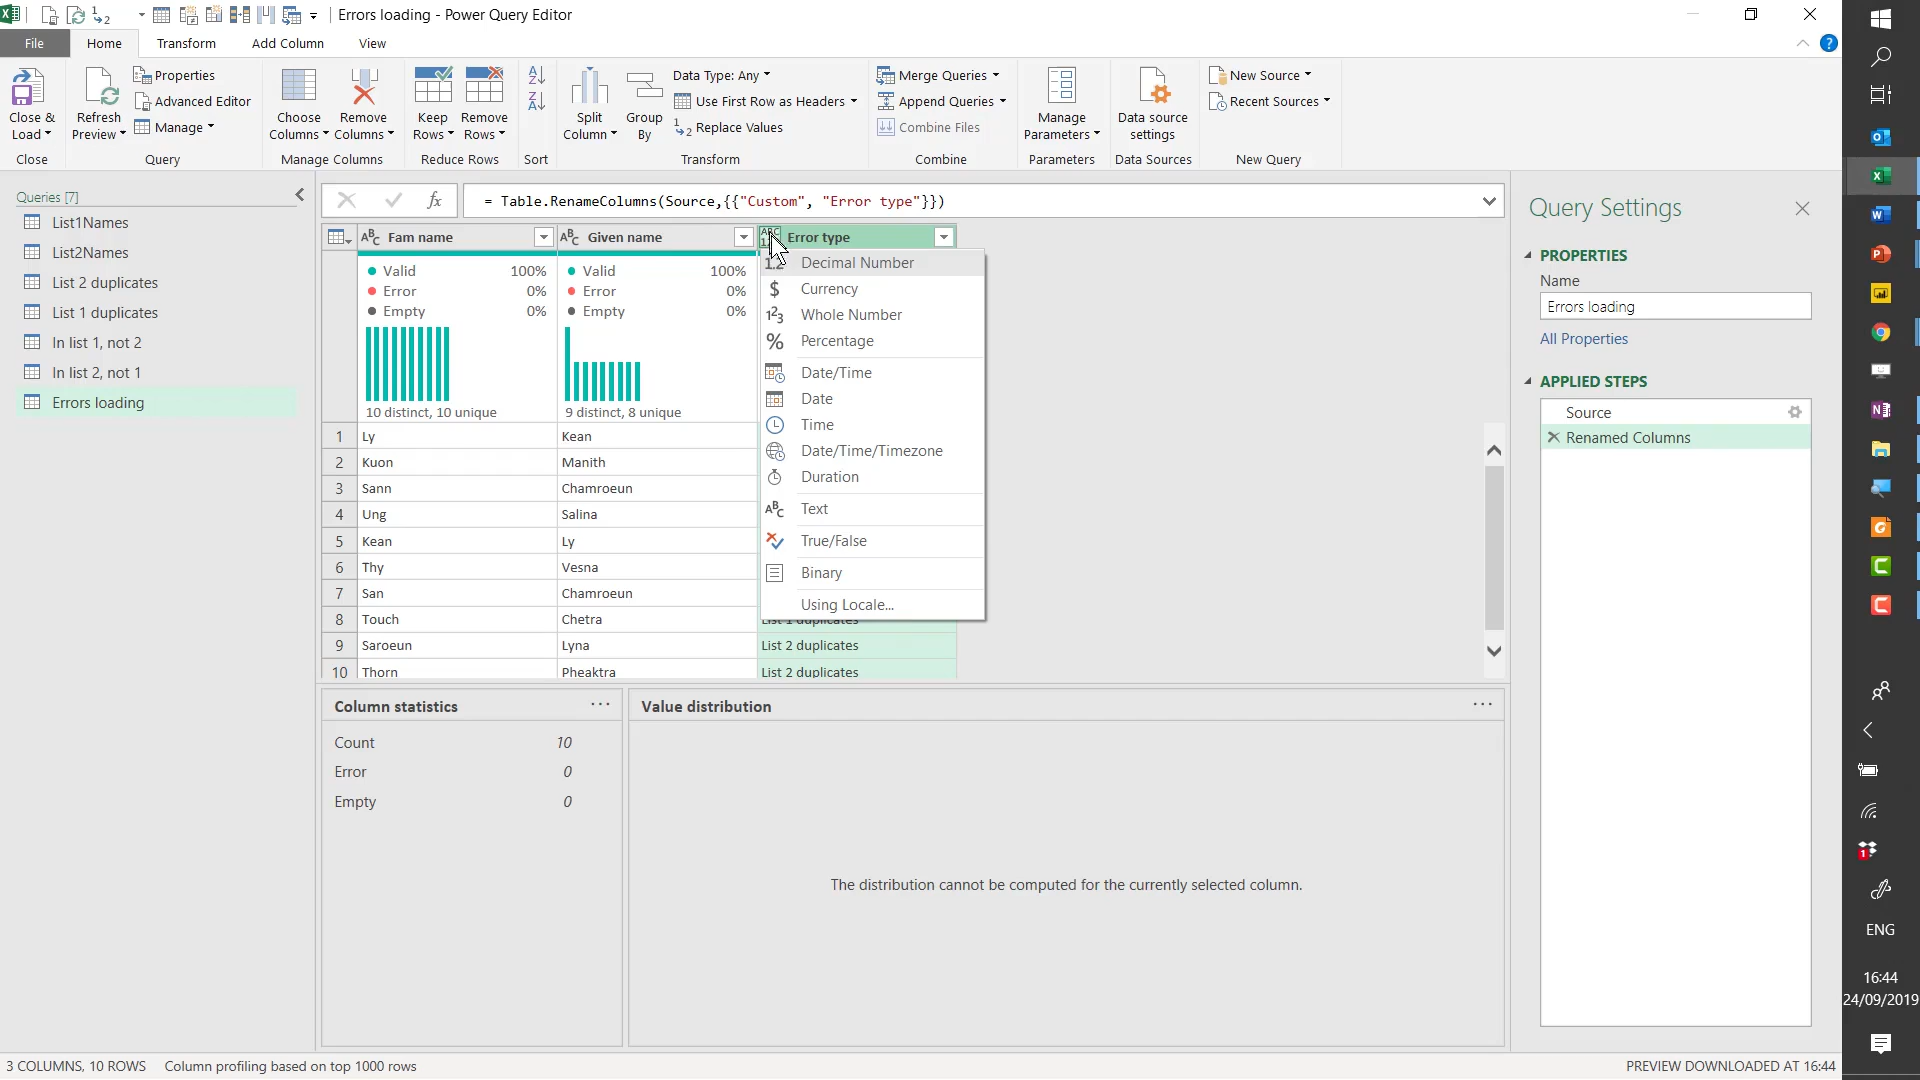 Errors loading - Power Query Editor
File
Home
Transform
Add Column
View
Close &
Load
Close
Refresh
Preview
Properties
Advanced Editor
Manage
Query
Choose
Columns
Remove
Columns
Manage Columns
Keep
Rows
Remove
Rows
Reduce Rows
Sort
Split
Column
Group
By
Data Type: Any
Use First Row as Headers
Replace Values
Transform
Merge Queries
Append Queries
Combine Files
Combine
Manage
Parameters
Parameters
Data source
settings
Data Sources
New Source
Recent Sources
New Query
Queries [7]
List1Names
List2Names
List 2 duplicates
List 1 duplicates
In list 1, not 2
In list 2, not 1
Errors loading
fx
= Table.RenameColumns(Source,{{"Custom", "Error type"}})
Fam name
Given name
Error type
Valid 100%
Error 0%
Empty 0%
10 distinct, 10 unique
Valid 100%
Error 0%
Empty 0%
9 distinct, 8 unique
1 Ly Kean
2 Kuon Manith
3 Sann Chamroeun
4 Ung Salina
5 Kean Ly
6 Thy Vesna
7 San Chamroeun
8 Touch Chetra List 1 duplicates
9 Saroeun Lyna List 2 duplicates
10 Thorn Pheaktra List 2 duplicates
1.2 Decimal Number
$ Currency
123 Whole Number
% Percentage
Date/Time
Date
Time
Date/Time/Timezone
Duration
ABC Text
True/False
Binary
Using Locale...
Column statistics
Count 10
Error 0
Empty 0
Value distribution
The distribution cannot be computed for the currently selected column.
Query Settings
PROPERTIES
Name
Errors loading
All Properties
APPLIED STEPS
Source
Renamed Columns
3 COLUMNS, 10 ROWS
Column profiling based on top 1000 rows
PREVIEW DOWNLOADED AT 16:44
ENG
16:44
24/09/2019